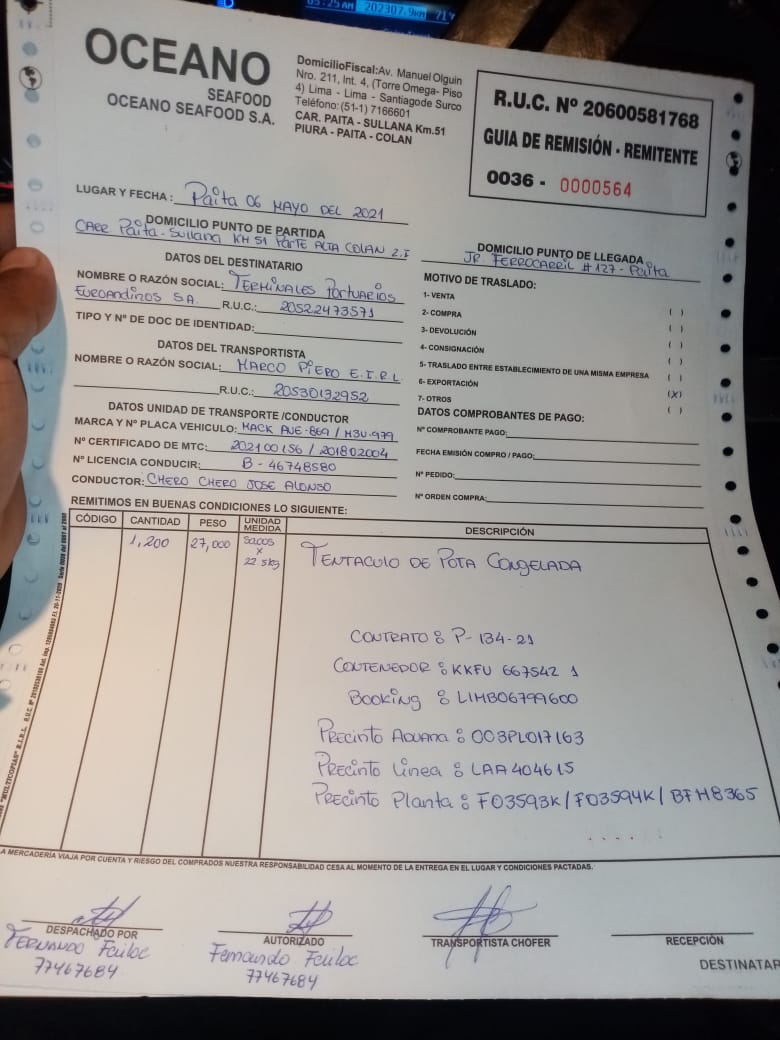 05:25 AM 202307.9km 71°F
OCEANO
SEAFOOD
OCEANO SEAFOOD S.A.
DomicilioFiscal:Av. Manuel Olguin
Nro. 211, Int. 4, (Torre Omega- Piso
4) Lima - Lima - Santiagode Surco
Teléfono:(51-1) 7166601
CAR. PAITA - SULLANA Km.51
PIURA - PAITA - COLAN
R.U.C. Nº 20600581768
GUIA DE REMISIÓN - REMITENTE
0036 - 0000564
LUGAR Y FECHA : Paita 06 MAYO DEL 2021
DOMICILIO PUNTO DE PARTIDA
CARR Paita-Sullana KM 51 PARTE ALTA COLAN Z.I
DOMICILIO PUNTO DE LLEGADA
JR. FERROCARRIL #127 - Paita
DATOS DEL DESTINATARIO
NOMBRE O RAZÓN SOCIAL: TERMINALES PORTUARIOS
EUROANDINOS S.A. R.U.C.: 20522473571
TIPO Y Nº DE DOC DE IDENTIDAD:
DATOS DEL TRANSPORTISTA
NOMBRE O RAZÓN SOCIAL: MARCO PIERO E.I.R.L
R.U.C.: 20530132952
DATOS UNIDAD DE TRANSPORTE /CONDUCTOR
MARCA Y Nº PLACA VEHICULO: MACK AVE-869 / M3U-979
Nº CERTIFICADO DE MTC: 202100156 / 201802004
Nº LICENCIA CONDUCIR: B - 46748580
CONDUCTOR: CHERO CHERO JOSE ALONSO
MOTIVO DE TRASLADO:
1- VENTA ( )
2- COMPRA ( )
3- DEVOLUCIÓN ( )
4- CONSIGNACIÓN ( )
5- TRASLADO ENTRE ESTABLECIMIENTO DE UNA MISMA EMPRESA ( )
6- EXPORTACIÓN (X)
7- OTROS ( )
DATOS COMPROBANTES DE PAGO:
Nº COMPROBANTE PAGO:
FECHA EMISIÓN COMPRO / PAGO:
Nº PEDIDO:
Nº ORDEN COMPRA:
REMITIMOS EN BUENAS CONDICIONES LO SIGUIENTE:
CÓDIGO CANTIDAD PESO UNIDAD MEDIDA DESCRIPCIÓN
1,200 27,000 Sacos x 22.5kg TENTACULO DE POTA CONGELADA
CONTRATO : P-134-21
CONTENEDOR : KKFU 667542 1
BOOKING : LIMB06799600
PRECINTO ADUANA : 003PL017163
PRECINTO Línea : LAA404615
PRECINTO Planta : F03593K / F03594K / BFH8365
A MERCADERÍA VIAJA POR CUENTA Y RIESGO DEL COMPRADOS NUESTRA RESPONSABILIDAD CESA AL MOMENTO DE LA ENTREGA EN EL LUGAR Y CONDICIONES PACTADAS.
DESPACHADO POR
FERNANDO
77467684
AUTORIZADO
Fernando
77467684
TRANSPORTISTA CHOFER
RECEPCIÓN
DESTINATAR